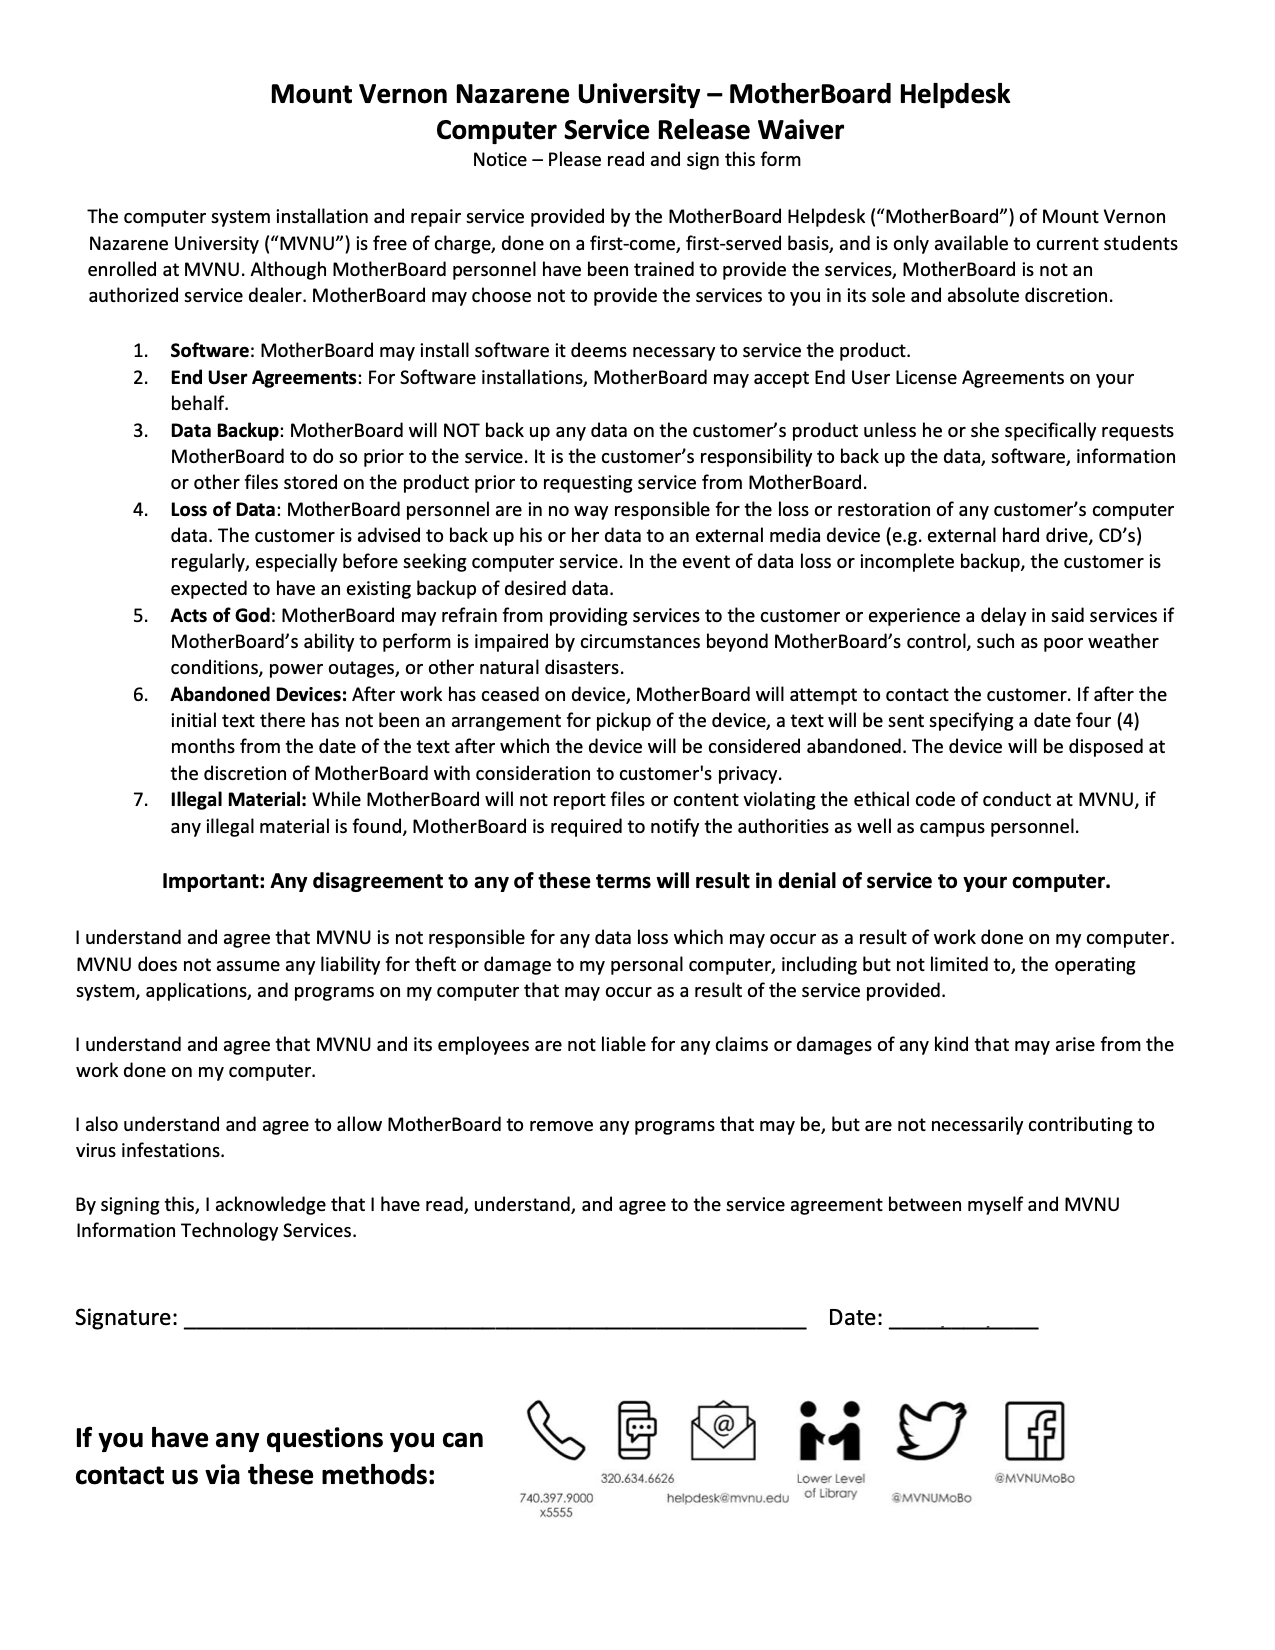 Mount Vernon Nazarene University – MotherBoard Helpdesk
Computer Service Release Waiver
Notice – Please read and sign this form
The computer system installation and repair service provided by the MotherBoard Helpdesk (“MotherBoard”) of Mount Vernon
Nazarene University (“MVNU”) is free of charge, done on a first-come, first-served basis, and is only available to current students
enrolled at MVNU. Although MotherBoard personnel have been trained to provide the services, MotherBoard is not an
authorized service dealer. MotherBoard may choose not to provide the services to you in its sole and absolute discretion.
1. Software: MotherBoard may install software it deems necessary to service the product.
2. End User Agreements: For Software installations, MotherBoard may accept End User License Agreements on your
behalf.
3. Data Backup: MotherBoard will NOT back up any data on the customer’s product unless he or she specifically requests
MotherBoard to do so prior to the service. It is the customer’s responsibility to back up the data, software, information
or other files stored on the product prior to requesting service from MotherBoard.
4. Loss of Data: MotherBoard personnel are in no way responsible for the loss or restoration of any customer’s computer
data. The customer is advised to back up his or her data to an external media device (e.g. external hard drive, CD’s)
regularly, especially before seeking computer service. In the event of data loss or incomplete backup, the customer is
expected to have an existing backup of desired data.
5. Acts of God: MotherBoard may refrain from providing services to the customer or experience a delay in said services if
MotherBoard’s ability to perform is impaired by circumstances beyond MotherBoard’s control, such as poor weather
conditions, power outages, or other natural disasters.
6. Abandoned Devices: After work has ceased on device, MotherBoard will attempt to contact the customer. If after the
initial text there has not been an arrangement for pickup of the device, a text will be sent specifying a date four (4)
months from the date of the text after which the device will be considered abandoned. The device will be disposed at
the discretion of MotherBoard with consideration to customer's privacy.
7. Illegal Material: While MotherBoard will not report files or content violating the ethical code of conduct at MVNU, if
any illegal material is found, MotherBoard is required to notify the authorities as well as campus personnel.
Important: Any disagreement to any of these terms will result in denial of service to your computer.
I understand and agree that MVNU is not responsible for any data loss which may occur as a result of work done on my computer.
MVNU does not assume any liability for theft or damage to my personal computer, including but not limited to, the operating
system, applications, and programs on my computer that may occur as a result of the service provided.
I understand and agree that MVNU and its employees are not liable for any claims or damages of any kind that may arise from the
work done on my computer.
I also understand and agree to allow MotherBoard to remove any programs that may be, but are not necessarily contributing to
virus infestations.
By signing this, I acknowledge that I have read, understand, and agree to the service agreement between myself and MVNU
Information Technology Services.
Signature: __________________________________________________ Date: ____________
If you have any questions you can
contact us via these methods:
740.397.9000
x5555
320.634.6626
@
helpdesk@mvnu.edu
Lower Level
of Library
@MVNUMoBo
@MVNUMoBo